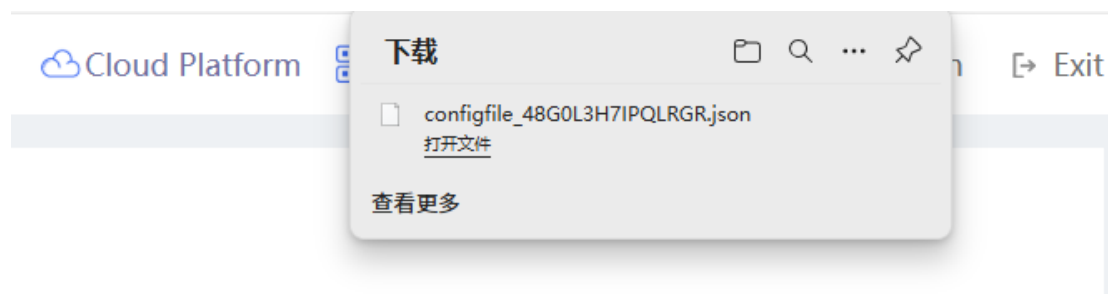 Cloud Platform
下载
Exit
configfile_48G0L3H7IPQLRGR.json
打开文件
查看更多